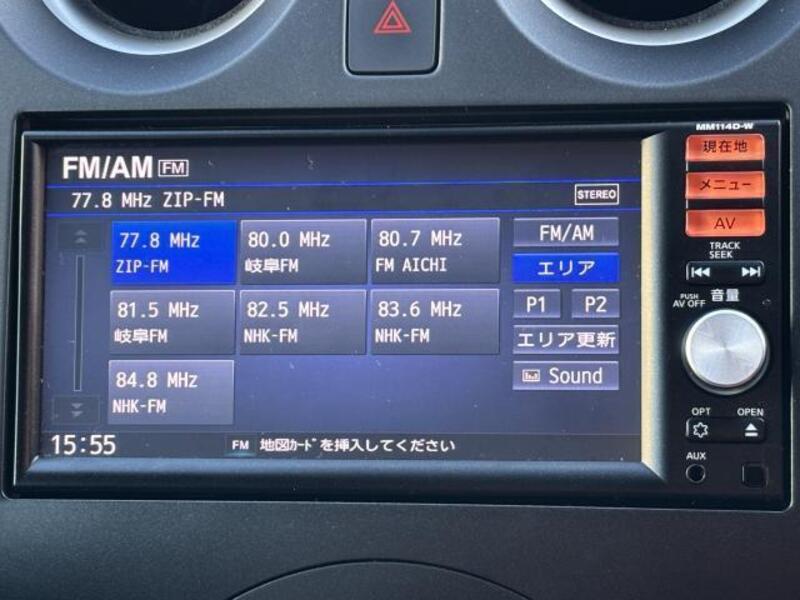 MM114D-W
FM/AM FM
77.8 MHz ZIP-FM
STEREO
77.8 MHz
ZIP-FM
80.0 MHz
岐阜FM
80.7 MHz
FM AICHI
81.5 MHz
岐阜FM
82.5 MHz
NHK-FM
83.6 MHz
NHK-FM
84.8 MHz
NHK-FM
FM/AM
エリア
P1 P2
エリア更新
Sound
15:55
FM 地図ｶｰﾄﾞを挿入してください
現在地
メニュー
AV
TRACK
SEEK
PUSH
AV OFF
音量
OPT OPEN
AUX